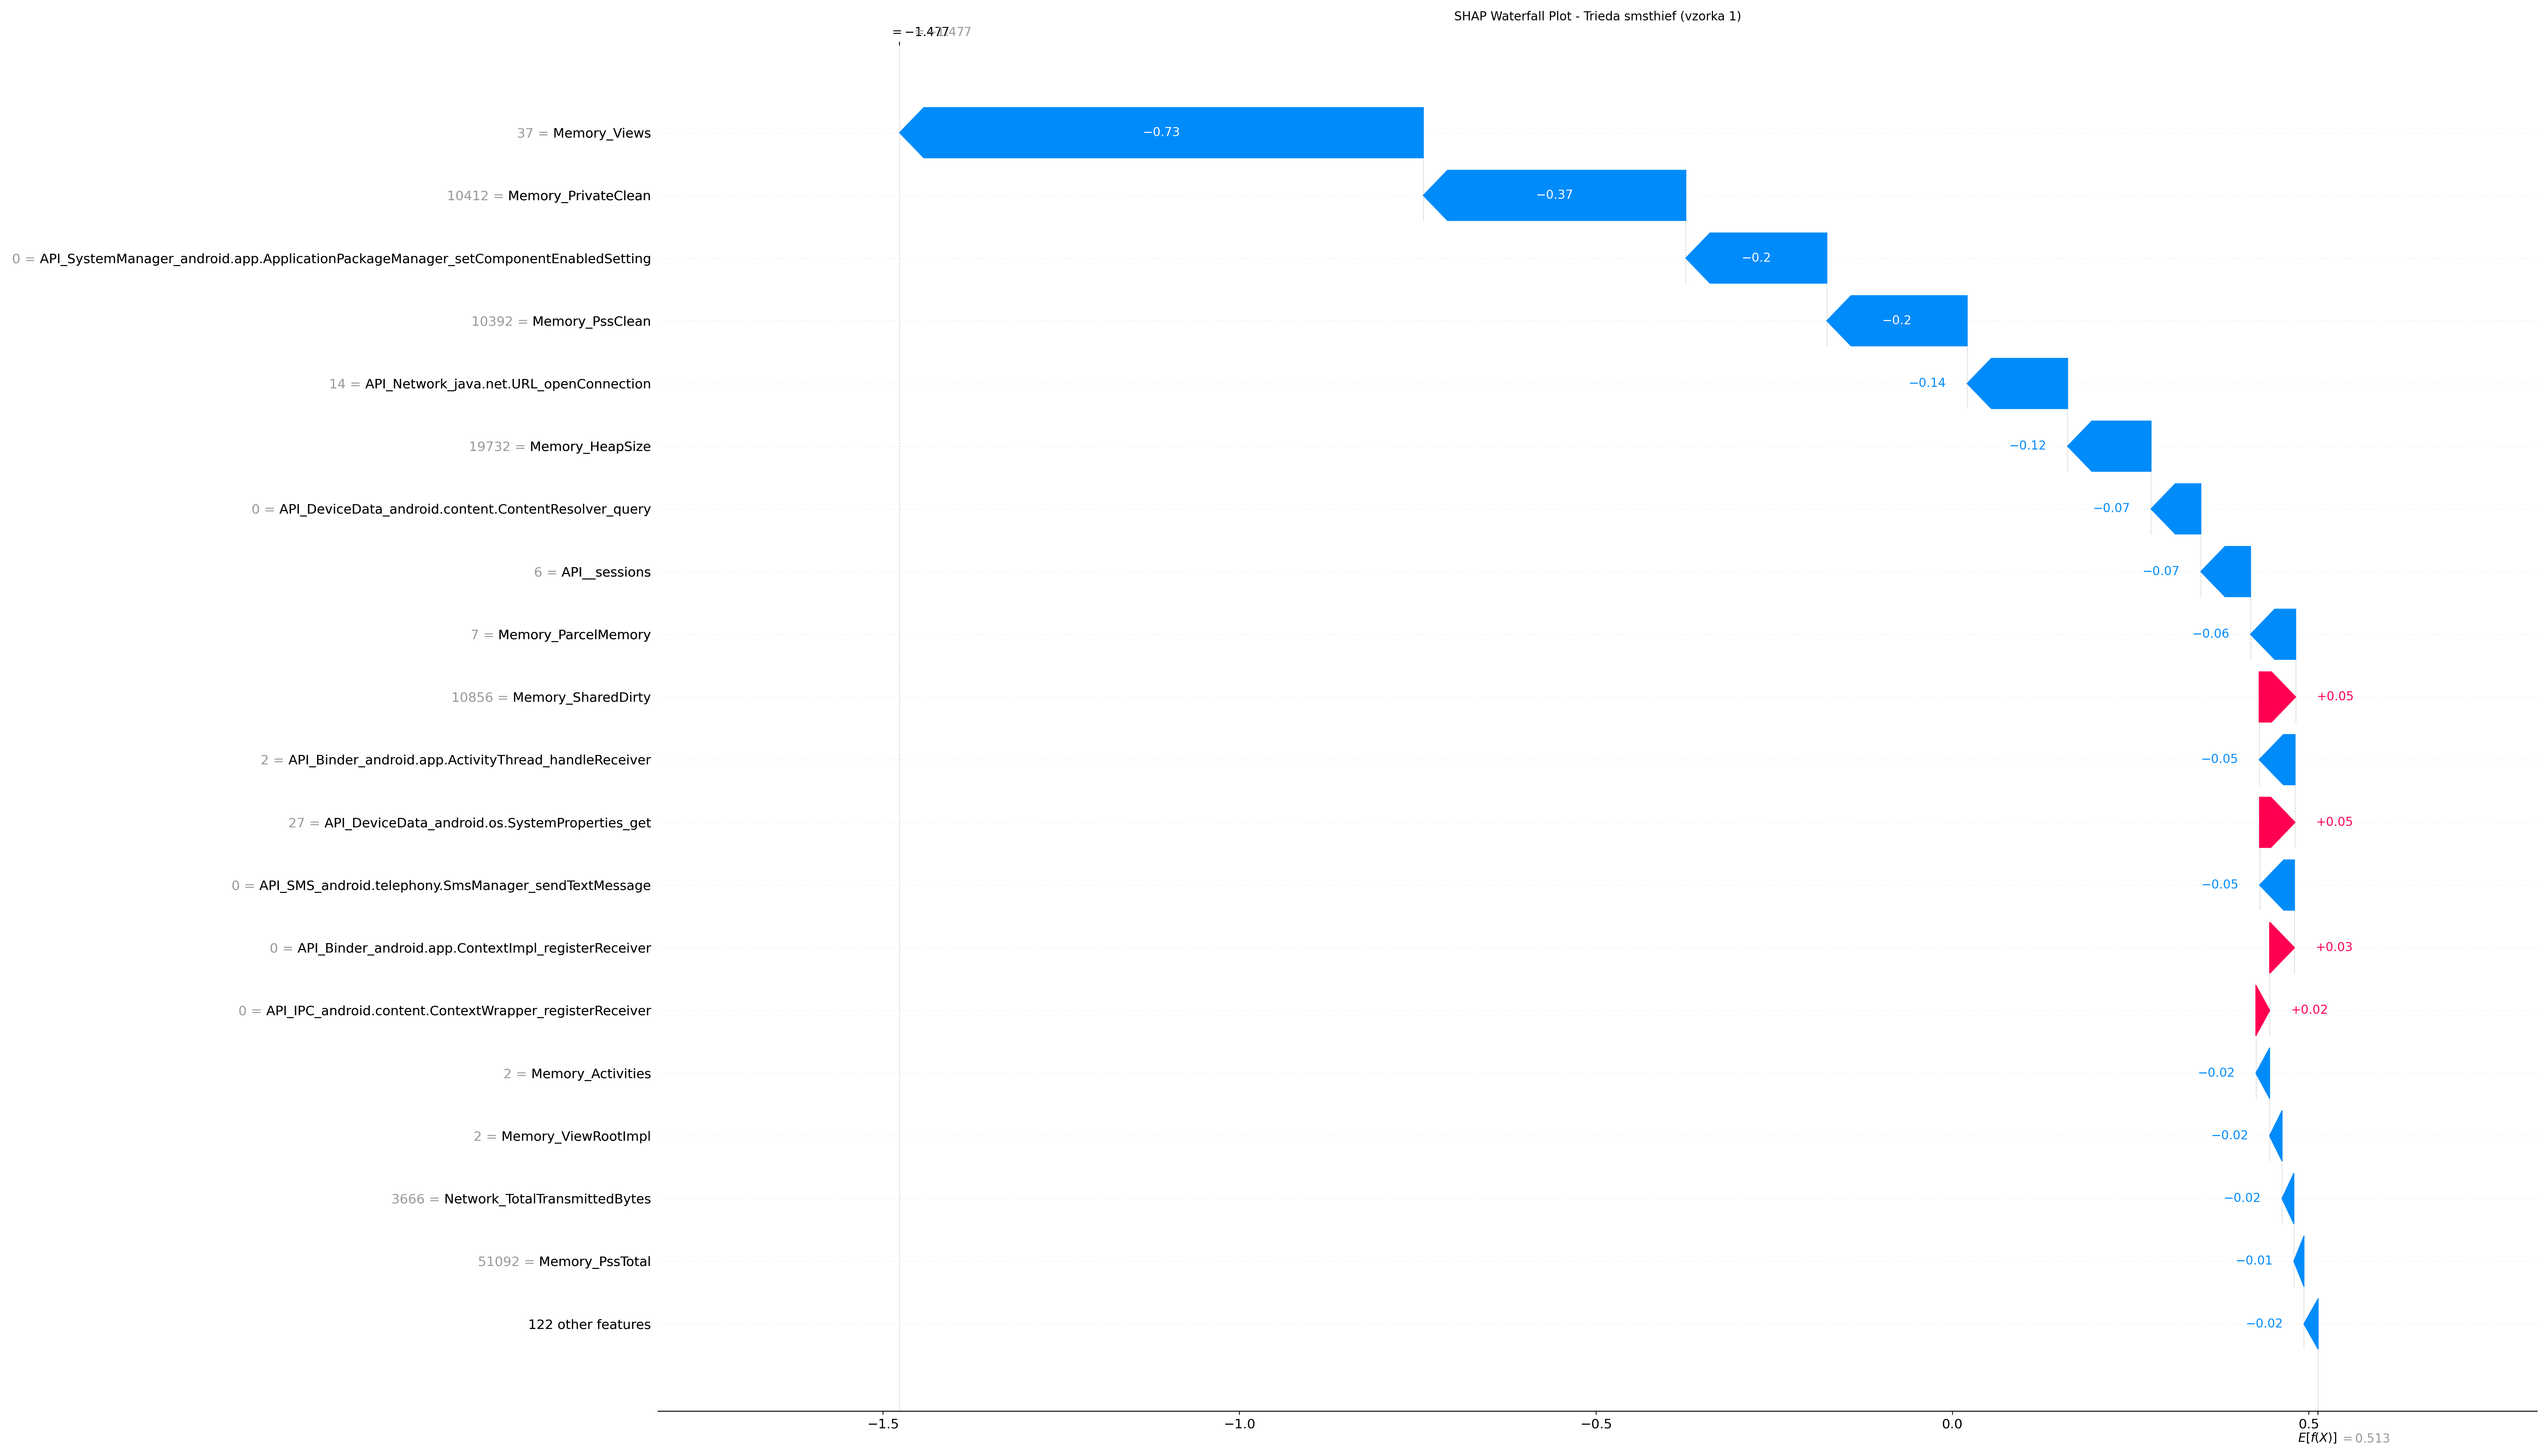 SHAP Waterfall Plot - Trieda smsthief (vzorka 1)
= −1.477
37 = Memory_Views
−0.73
10412 = Memory_PrivateClean
−0.37
0 = API_SystemManager_android.app.ApplicationPackageManager_setComponentEnabledSetting
−0.2
10392 = Memory_PssClean
−0.2
14 = API_Network_java.net.URL_openConnection
−0.14
19732 = Memory_HeapSize
−0.12
0 = API_DeviceData_android.content.ContentResolver_query
−0.07
6 = API__sessions
−0.07
7 = Memory_ParcelMemory
−0.06
10856 = Memory_SharedDirty
+0.05
2 = API_Binder_android.app.ActivityThread_handleReceiver
−0.05
27 = API_DeviceData_android.os.SystemProperties_get
+0.05
0 = API_SMS_android.telephony.SmsManager_sendTextMessage
−0.05
0 = API_Binder_android.app.ContextImpl_registerReceiver
+0.03
0 = API_IPC_android.content.ContextWrapper_registerReceiver
+0.02
2 = Memory_Activities
−0.02
2 = Memory_ViewRootImpl
−0.02
3666 = Network_TotalTransmittedBytes
−0.02
51092 = Memory_PssTotal
−0.01
122 other features
−0.02
−1.5 −1.0 −0.5 0.0 0.5
E[f(X)] = 0.513